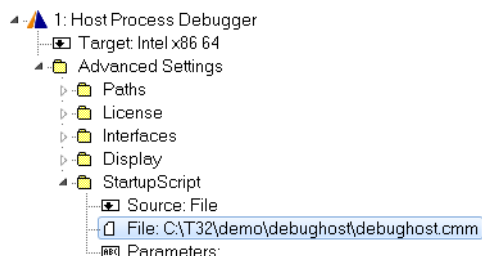 1: Host Process Debugger
Target: Intel x86 64
Advanced Settings
Paths
License
Interfaces
Display
StartupScript
Source: File
File: C:\T32\demo\debughost\debughost.cmm
ABC Parameters: